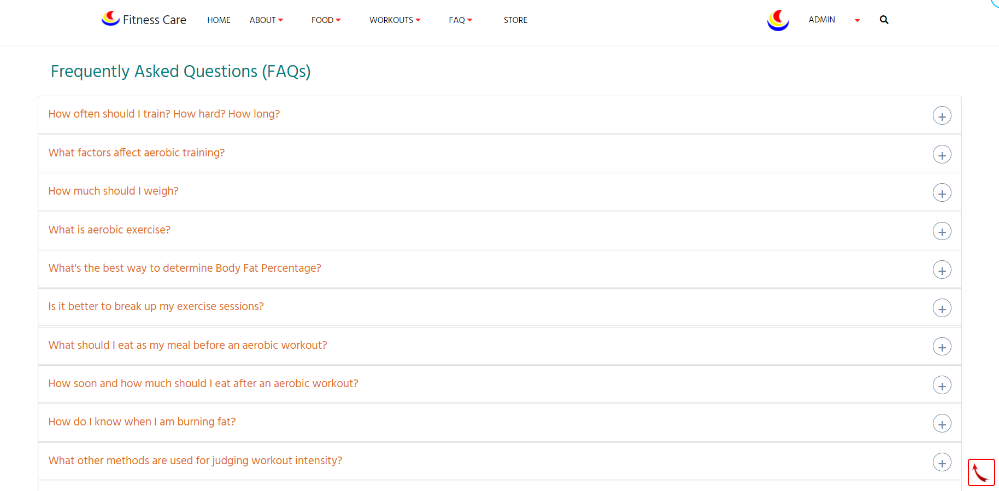 Fitness Care HOME ABOUT FOOD WORKOUTS FAQ STORE ADMIN
Frequently Asked Questions (FAQs)
How often should I train? How hard? How long?
What factors affect aerobic training?
How much should I weigh?
What is aerobic exercise?
What's the best way to determine Body Fat Percentage?
Is it better to break up my exercise sessions?
What should I eat as my meal before an aerobic workout?
How soon and how much should I eat after an aerobic workout?
How do I know when I am burning fat?
What other methods are used for judging workout intensity?